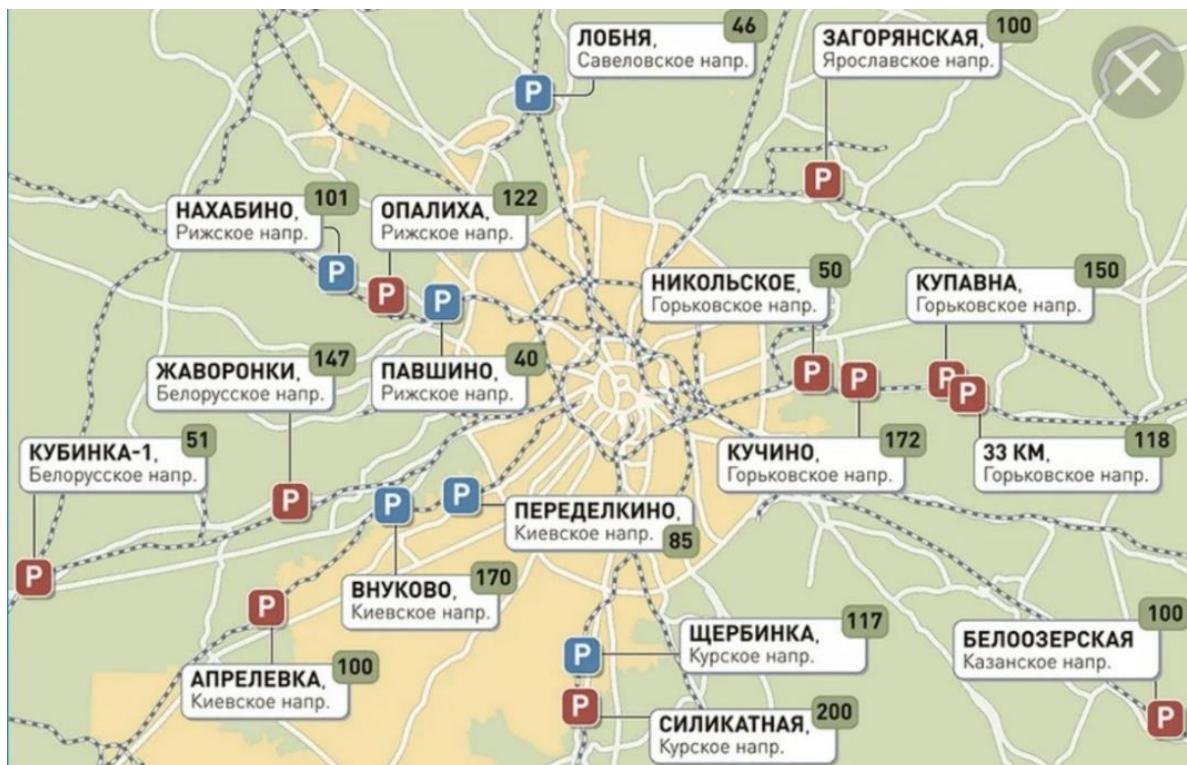 ЛОБНЯ, 46
Савеловское напр.
ЗАГОРЯНСКАЯ, 100
Ярославское напр.
P
P
НАХАБИНО, 101
Рижское напр.
ОПАЛИХА, 122
Рижское напр.
P
P
P
НИКОЛЬСКОЕ, 50
Горьковское напр.
КУПАВНА, 150
Горьковское напр.
ЖАВОРОНКИ, 147
Белорусское напр.
ПАВШИНО, 40
Рижское напр.
P
P
P
P
КУБИНКА-1, 51
Белорусское напр.
КУЧИНО, 172
Горьковское напр.
33 КМ, 118
Горьковское напр.
P
P
P
ПЕРЕДЕЛКИНО,
Киевское напр. 85
P
ВНУКОВО, 170
Киевское напр.
P
АПРЕЛЕВКА, 100
Киевское напр.
P
ЩЕРБИНКА, 117
Курское напр.
БЕЛООЗЕРСКАЯ 100
Казанское напр.
P
СИЛИКАТНАЯ, 200
Курское напр.
P